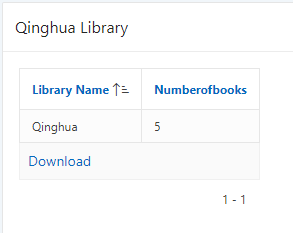 Qinghua Library
Library Name Numberofbooks
Qinghua 5
Download
1 - 1